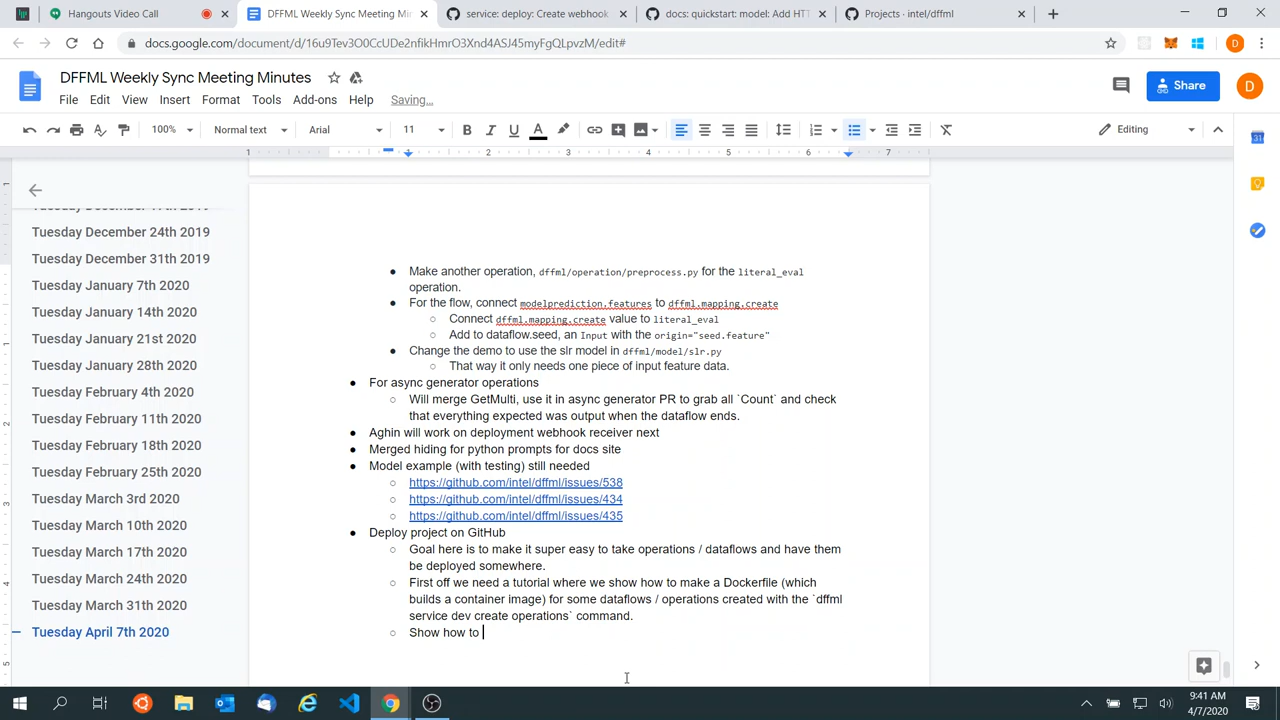 Hangouts Video Call
DFFML Weekly Sync Meeting Min
service: deploy: Create webhook
docs: quickstart: model: Add HT
Projects · intel/dffml
docs.google.com/document/d/16u9Tev3O0CcUDe2nfikHmrO3Xnd4ASJ45myFgQLpvzM/edit#
D
DFFML Weekly Sync Meeting Minutes
File Edit View Insert Format Tools Add-ons Help Saving...
Share
D
100% Normal text Arial 11 Editing
1 1 2 3 4 5 6 7
Tuesday December 24th 2019
Tuesday December 31th 2019
Tuesday January 7th 2020
Tuesday January 14th 2020
Tuesday January 21st 2020
Tuesday January 28th 2020
Tuesday February 4th 2020
Tuesday February 11th 2020
Tuesday February 18th 2020
Tuesday February 25th 2020
Tuesday March 3rd 2020
Tuesday March 10th 2020
Tuesday March 17th 2020
Tuesday March 24th 2020
Tuesday March 31th 2020
Tuesday April 7th 2020
● Make another operation, dffml/operation/preprocess.py for the literal_eval
operation.
● For the flow, connect modelprediction.features to dffml.mapping.create
○ Connect dffml.mapping.create value to literal_eval
○ Add to dataflow.seed, an Input with the origin="seed.feature"
● Change the demo to use the slr model in dffml/model/slr.py
○ That way it only needs one piece of input feature data.
● For async generator operations
○ Will merge GetMulti, use it in async generator PR to grab all `Count` and check
that everything expected was output when the dataflow ends.
● Aghin will work on deployment webhook receiver next
● Merged hiding for python prompts for docs site
● Model example (with testing) still needed
○ https://github.com/intel/dffml/issues/538
○ https://github.com/intel/dffml/issues/434
○ https://github.com/intel/dffml/issues/435
● Deploy project on GitHub
○ Goal here is to make it super easy to take operations / dataflows and have them
be deployed somewhere.
○ First off we need a tutorial where we show how to make a Dockerfile (which
builds a container image) for some dataflows / operations created with the `dffml
service dev create operations` command.
○ Show how to
9:41 AM
4/7/2020